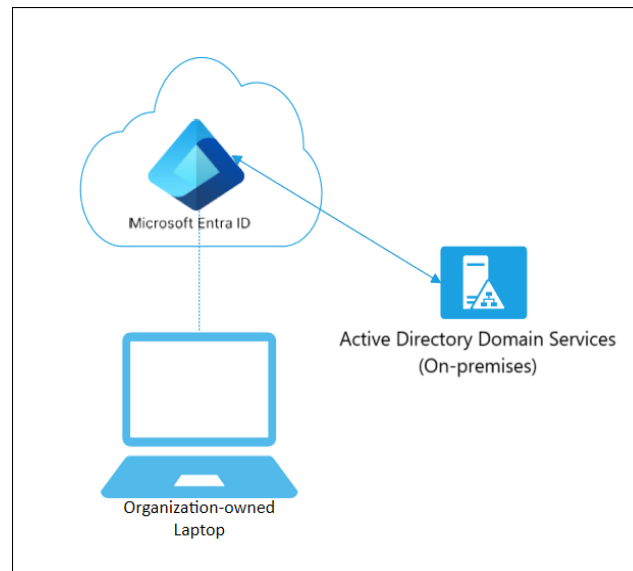 Microsoft Entra ID
Active Directory Domain Services
(On-premises)
Organization-owned
Laptop